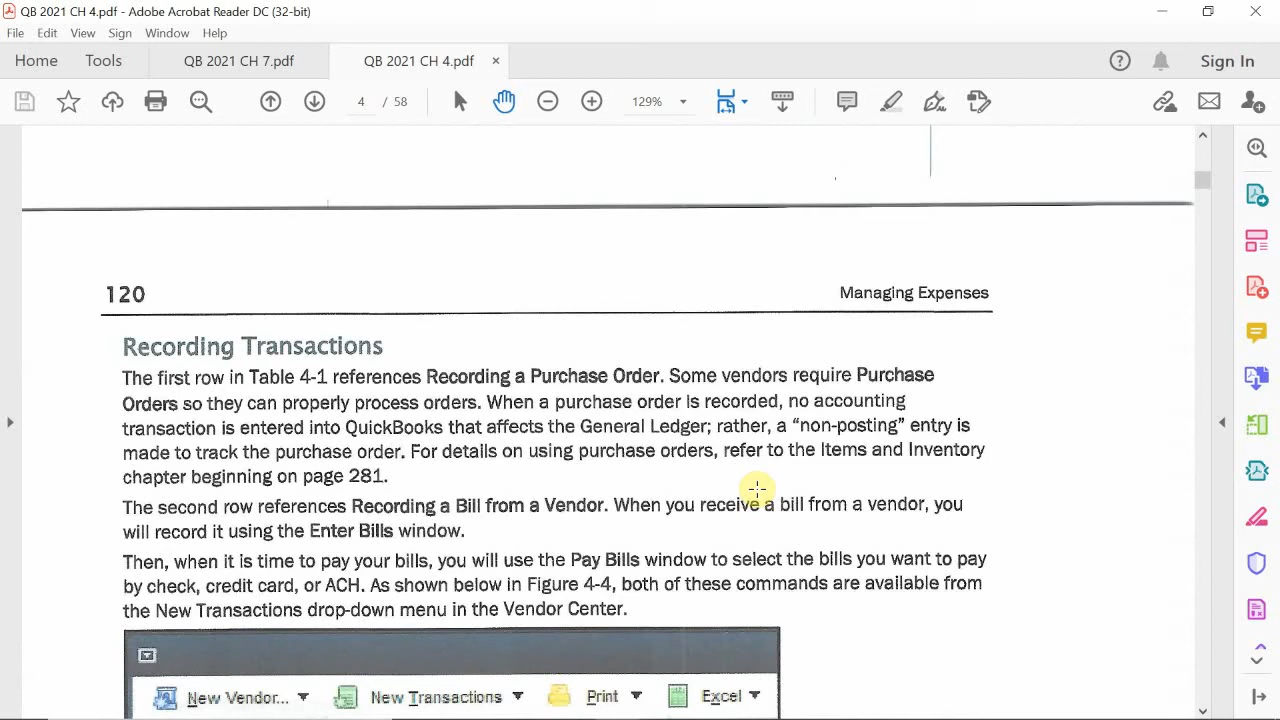 QB 2021 CH 4.pdf - Adobe Acrobat Reader DC (32-bit)
File Edit View Sign Window Help
Home Tools QB 2021 CH 7.pdf QB 2021 CH 4.pdf × Sign In
4 / 58 129%
120 Managing Expenses
Recording Transactions
The first row in Table 4-1 references Recording a Purchase Order. Some vendors require Purchase
Orders so they can properly process orders. When a purchase order is recorded, no accounting
transaction is entered into QuickBooks that affects the General Ledger; rather, a “non-posting” entry is
made to track the purchase order. For details on using purchase orders, refer to the Items and Inventory
chapter beginning on page 281.
The second row references Recording a Bill from a Vendor. When you receive a bill from a vendor, you
will record it using the Enter Bills window.
Then, when it is time to pay your bills, you will use the Pay Bills window to select the bills you want to pay
by check, credit card, or ACH. As shown below in Figure 4-4, both of these commands are available from
the New Transactions drop-down menu in the Vendor Center.
New Vendor... New Transactions Print Excel